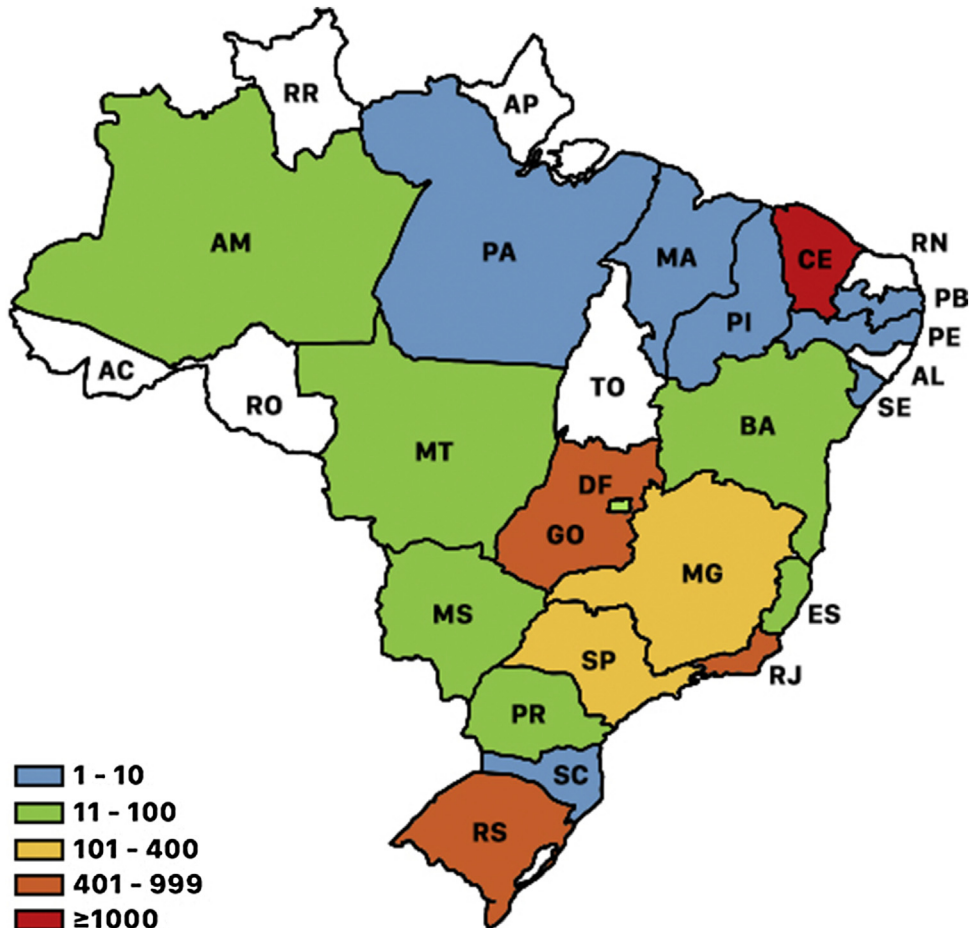 RR
AP
AM
PA
MA
CE
RN
PB
PI
PE
AC
RO
TO
AL
SE
BA
MT
DF
GO
MG
MS
ES
SP
RJ
PR
SC
RS
1 - 10
11 - 100
101 - 400
401 - 999
≥1000